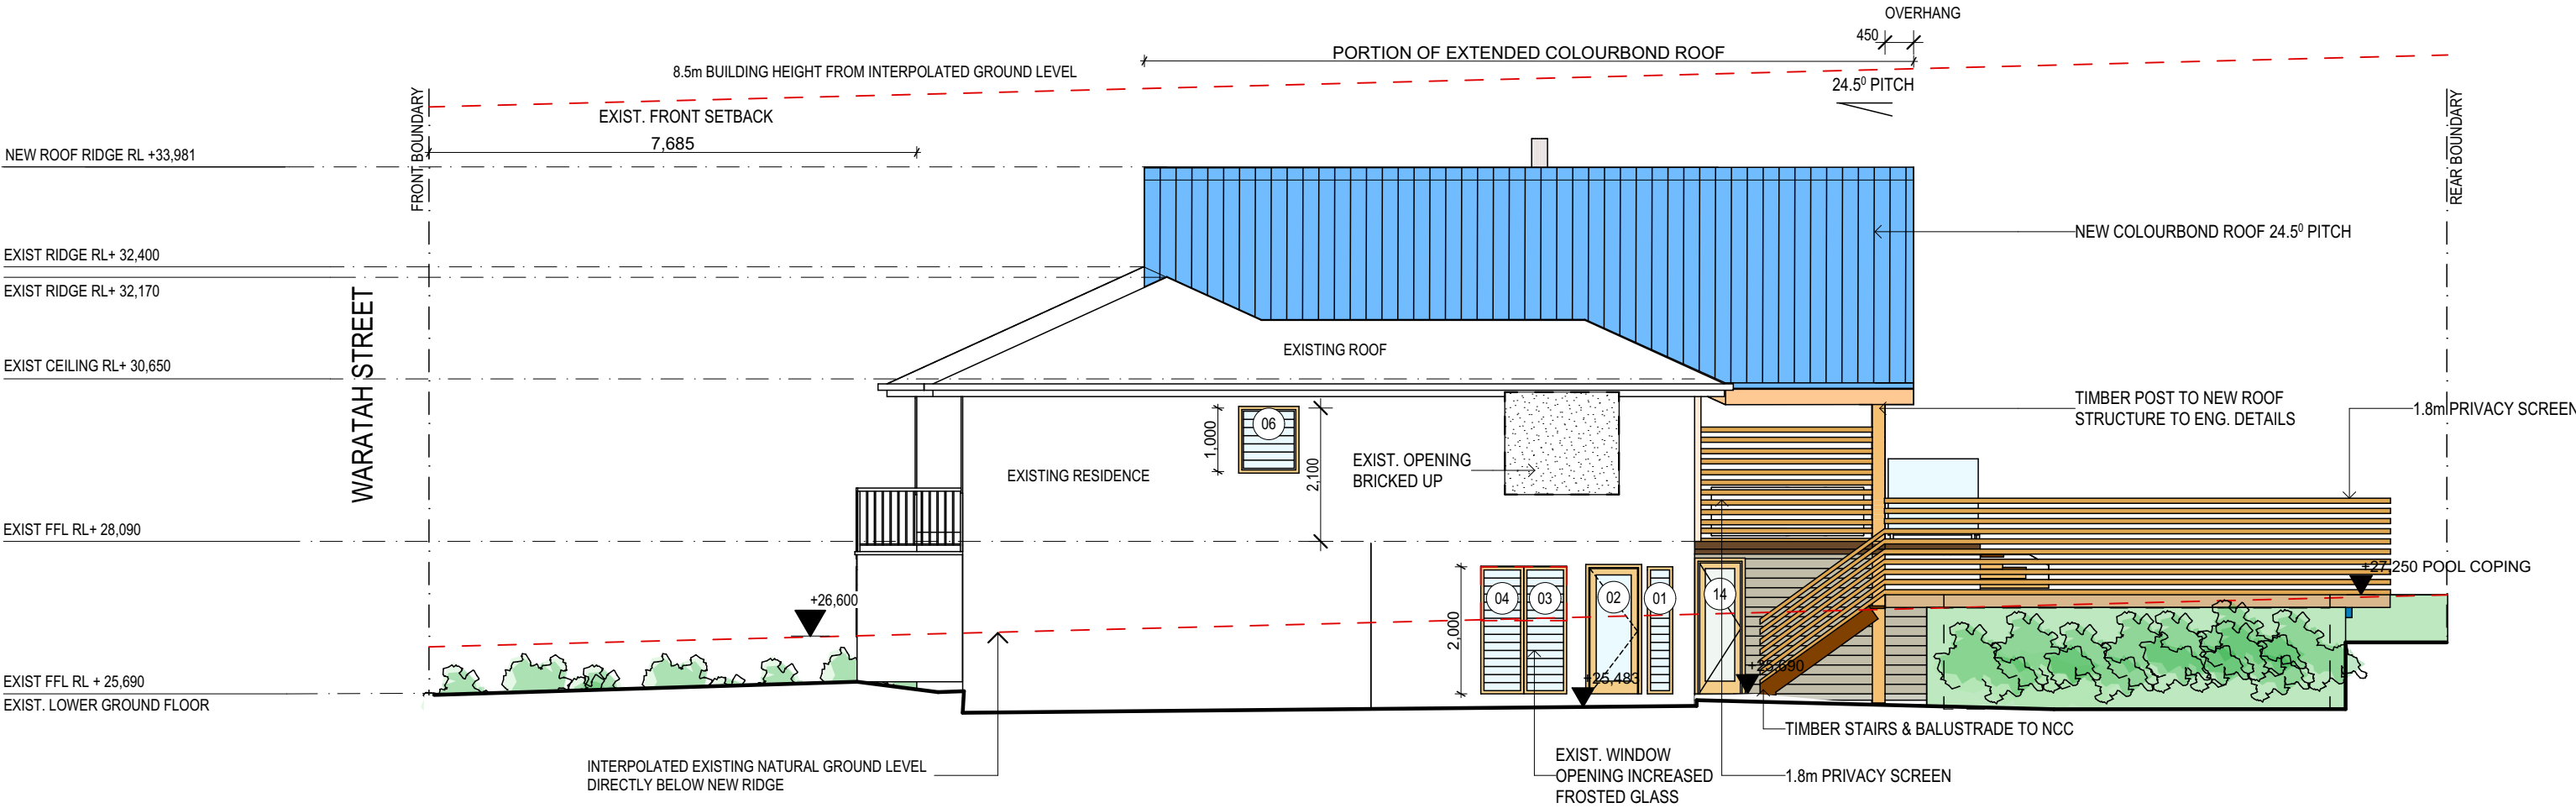 OVERHANG
450
PORTION OF EXTENDED COLOURBOND ROOF
8.5m BUILDING HEIGHT FROM INTERPOLATED GROUND LEVEL
24.5⁰ PITCH
FRONT BOUNDARY
REAR BOUNDARY
EXIST. FRONT SETBACK
7,685
NEW ROOF RIDGE RL +33,981
NEW COLOURBOND ROOF 24.5⁰ PITCH
EXIST RIDGE RL+ 32,400
EXIST RIDGE RL+ 32,170
WARATAH STREET
EXISTING ROOF
EXIST CEILING RL+ 30,650
TIMBER POST TO NEW ROOF
STRUCTURE TO ENG. DETAILS
1.8m PRIVACY SCREEN
06
1,000
2,100
EXISTING RESIDENCE
EXIST. OPENING
BRICKED UP
EXIST FFL RL+ 28,090
+27,250 POOL COPING
+26,600
2,000
04
03
02
01
14
+25,690
+25,483
EXIST FFL RL + 25,690
EXIST. LOWER GROUND FLOOR
TIMBER STAIRS & BALUSTRADE TO NCC
INTERPOLATED EXISTING NATURAL GROUND LEVEL
DIRECTLY BELOW NEW RIDGE
EXIST. WINDOW
OPENING INCREASED
FROSTED GLASS
1.8m PRIVACY SCREEN